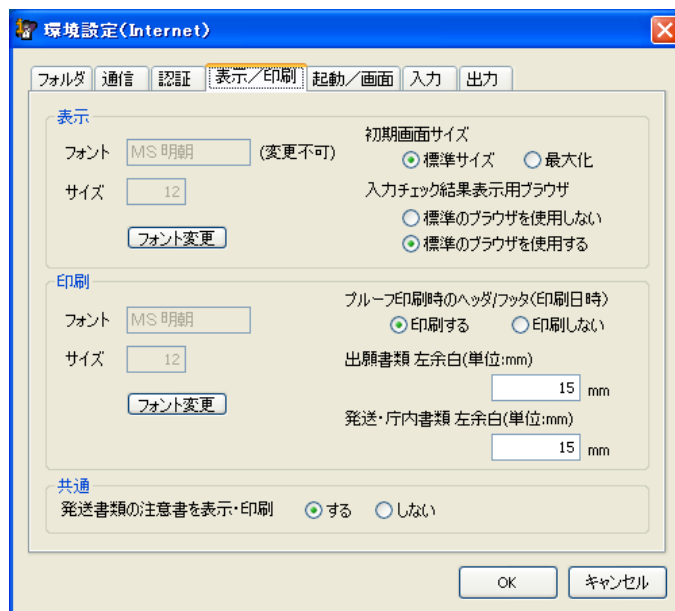 環境設定(Internet)
フォルダ 通信 認証 表示/印刷 起動/画面 入力 出力
表示
フォント MS 明朝 (変更不可)
サイズ 12
フォント変更
初期画面サイズ
標準サイズ 最大化
入力チェック結果表示用ブラウザ
標準のブラウザを使用しない
標準のブラウザを使用する
印刷
フォント MS 明朝
サイズ 12
フォント変更
プルーフ印刷時のヘッダ/フッタ(印刷日時)
印刷する 印刷しない
出願書類 左余白(単位:mm)
15 mm
発送・庁内書類 左余白(単位:mm)
15 mm
共通
発送書類の注意書を表示・印刷 する しない
OK キャンセル